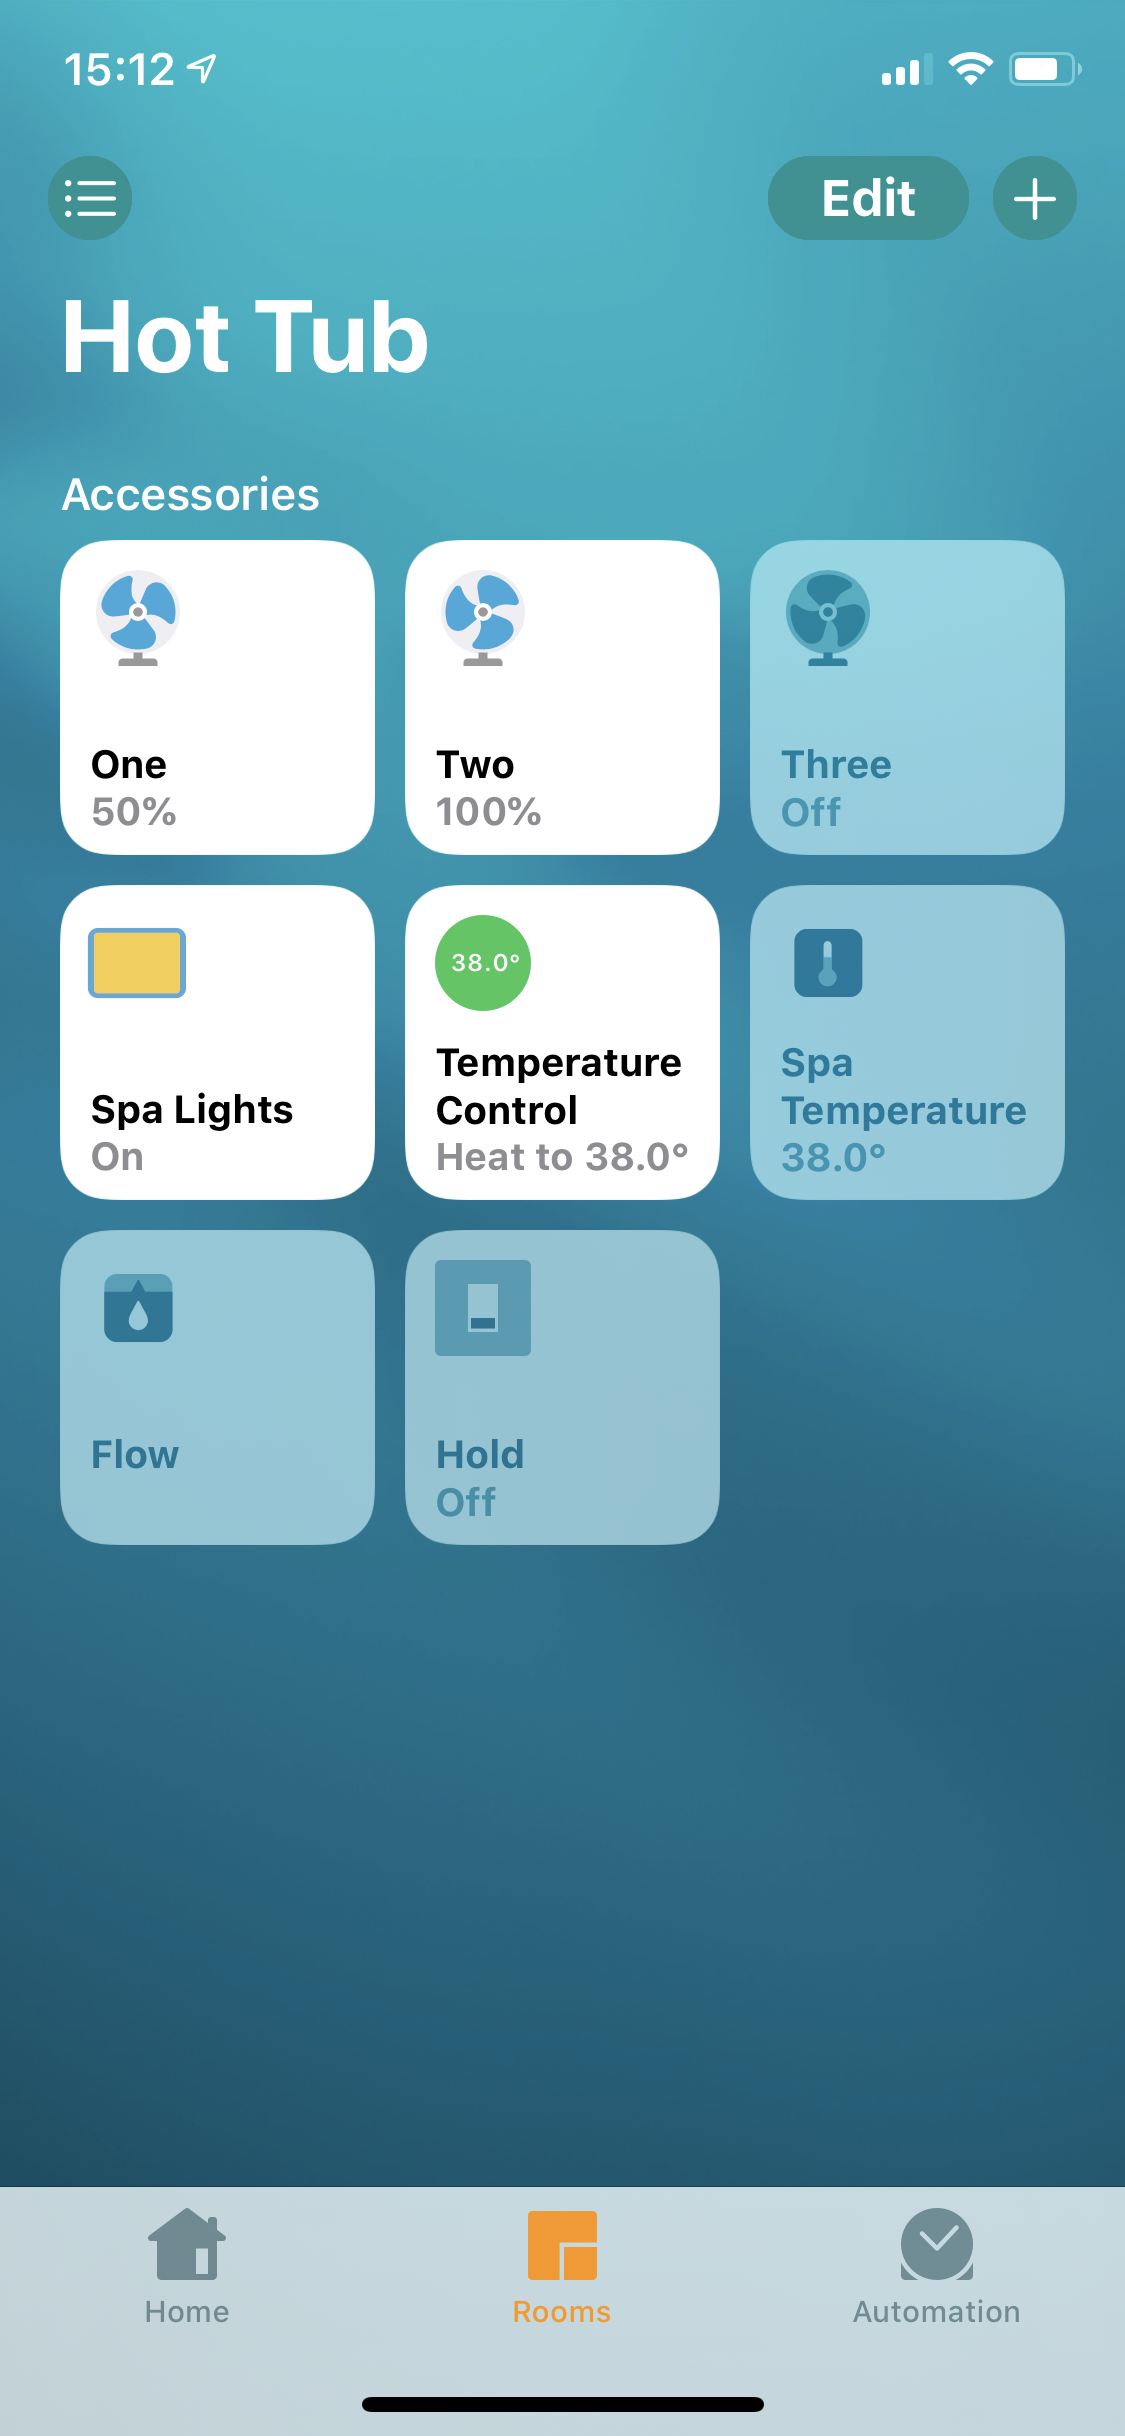 15:12
Edit
Hot Tub
Accessories
One
50%
Two
100%
Three
Off
Spa Lights
On
38.0°
Temperature
Control
Heat to 38.0°
Spa
Temperature
38.0°
Flow
Hold
Off
Home
Rooms
Automation